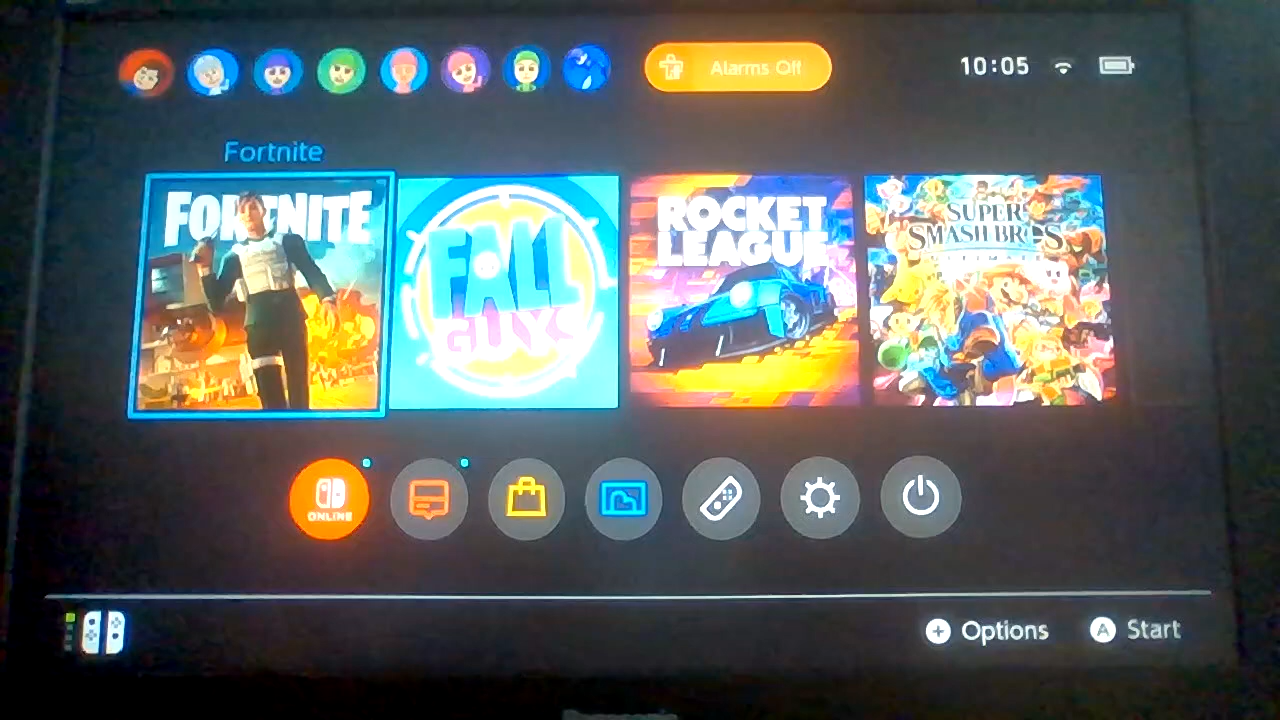 Alarms Off
10:05
Fortnite
FORTNITE
FALL
GUYS
ROCKET
LEAGUE
SUPER
SMASH BROS.
ONLINE
Options
A Start